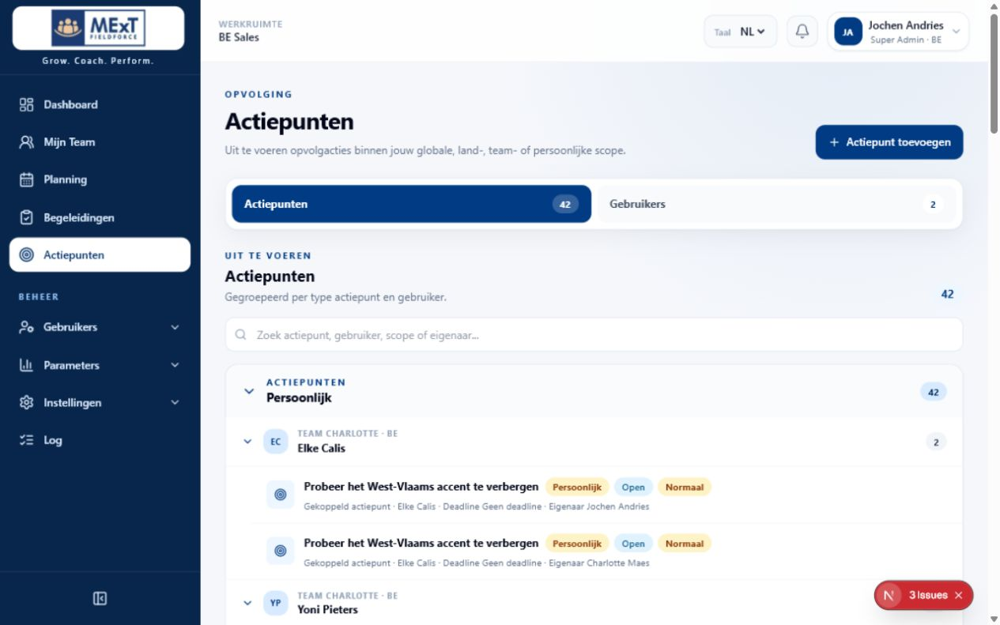 MExT
FIELDFORCE
Grow. Coach. Perform.
Dashboard
Mijn Team
Planning
Begeleidingen
Actiepunten
BEHEER
Gebruikers
Parameters
Instellingen
Log
WERKRUIMTE
BE Sales
Taal NL
JA
Jochen Andries
Super Admin · BE
OPVOLGING
Actiepunten
Uit te voeren opvolgacties binnen jouw globale, land-, team- of persoonlijke scope.
+ Actiepunt toevoegen
Actiepunten 42
Gebruikers 2
UIT TE VOEREN
Actiepunten
Gegroepeerd per type actiepunt en gebruiker.
42
Zoek actiepunt, gebruiker, scope of eigenaar...
ACTIEPUNTEN
Persoonlijk
42
EC
TEAM CHARLOTTE · BE
Elke Calis
2
Probeer het West-Vlaams accent te verbergen Persoonlijk Open Normaal
Gekoppeld actiepunt · Elke Calis · Deadline Geen deadline · Eigenaar Jochen Andries
Probeer het West-Vlaams accent te verbergen Persoonlijk Open Normaal
Gekoppeld actiepunt · Elke Calis · Deadline Geen deadline · Eigenaar Charlotte Maes
YP
TEAM CHARLOTTE · BE
Yoni Pieters
N 3 Issues ×